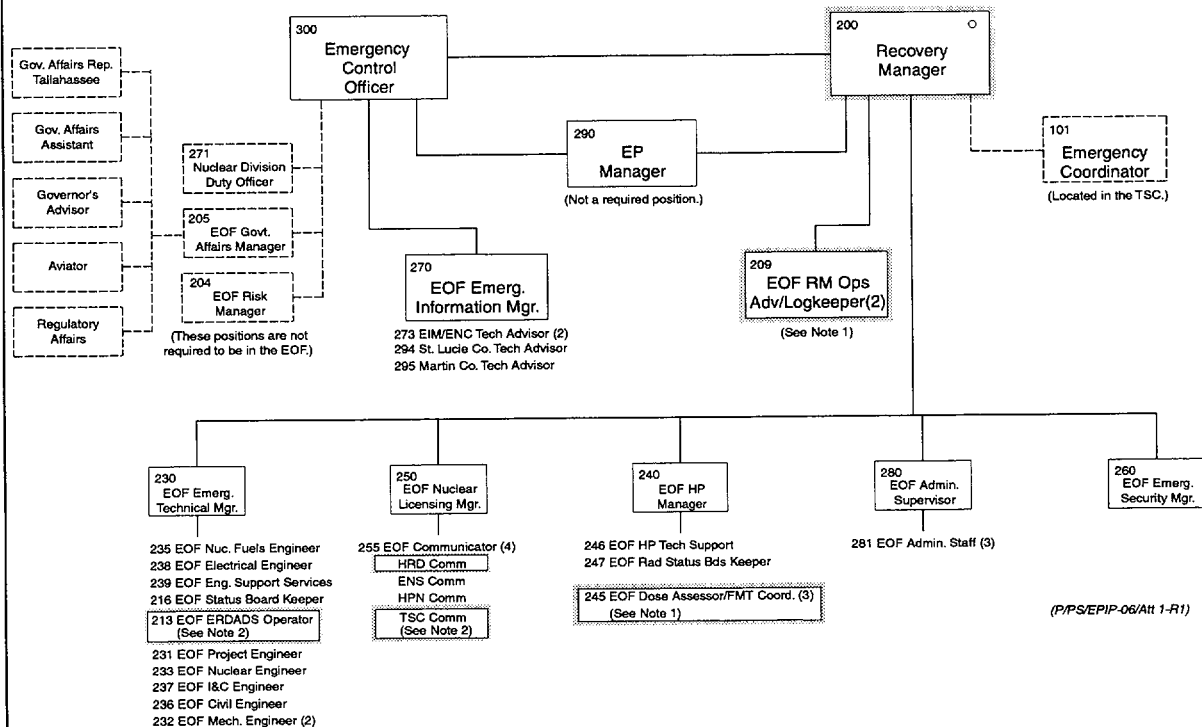 300
Emergency
Control
Officer
200
Recovery
Manager
Gov. Affairs Rep.
Tallahassee
Gov. Affairs
Assistant
Governor's
Advisor
Aviator
Regulatory
Affairs
271
Nuclear Division
Duty Officer
205
EOF Govt.
Affairs Manager
204
EOF Risk
Manager
(These positions are not
required to be in the EOF.)
290
EP
Manager
(Not a required position.)
101
Emergency
Coordinator
(Located in the TSC.)
270
EOF Emerg.
Information Mgr.
273 EIM/ENC Tech Advisor (2)
294 St. Lucie Co. Tech Advisor
295 Martin Co. Tech Advisor
209
EOF RM Ops
Adv/Logkeeper(2)
(See Note 1)
230
EOF Emerg.
Technical Mgr.
235 EOF Nuc. Fuels Engineer
238 EOF Electrical Engineer
239 EOF Eng. Support Services
216 EOF Status Board Keeper
213 EOF ERDADS Operator
(See Note 2)
231 EOF Project Engineer
233 EOF Nuclear Engineer
237 EOF I&C Engineer
236 EOF Civil Engineer
232 EOF Mech. Engineer (2)
250
EOF Nuclear
Licensing Mgr.
255 EOF Communicator (4)
HRD Comm
ENS Comm
HPN Comm
TSC Comm
(See Note 2)
240
EOF HP
Manager
246 EOF HP Tech Support
247 EOF Rad Status Bds Keeper
245 EOF Dose Assessor/FMT Coord. (3)
(See Note 1)
280
EOF Admin.
Supervisor
281 EOF Admin. Staff (3)
260
EOF Emerg.
Security Mgr.
(P/PS/EPIP-06/Att 1-R1)